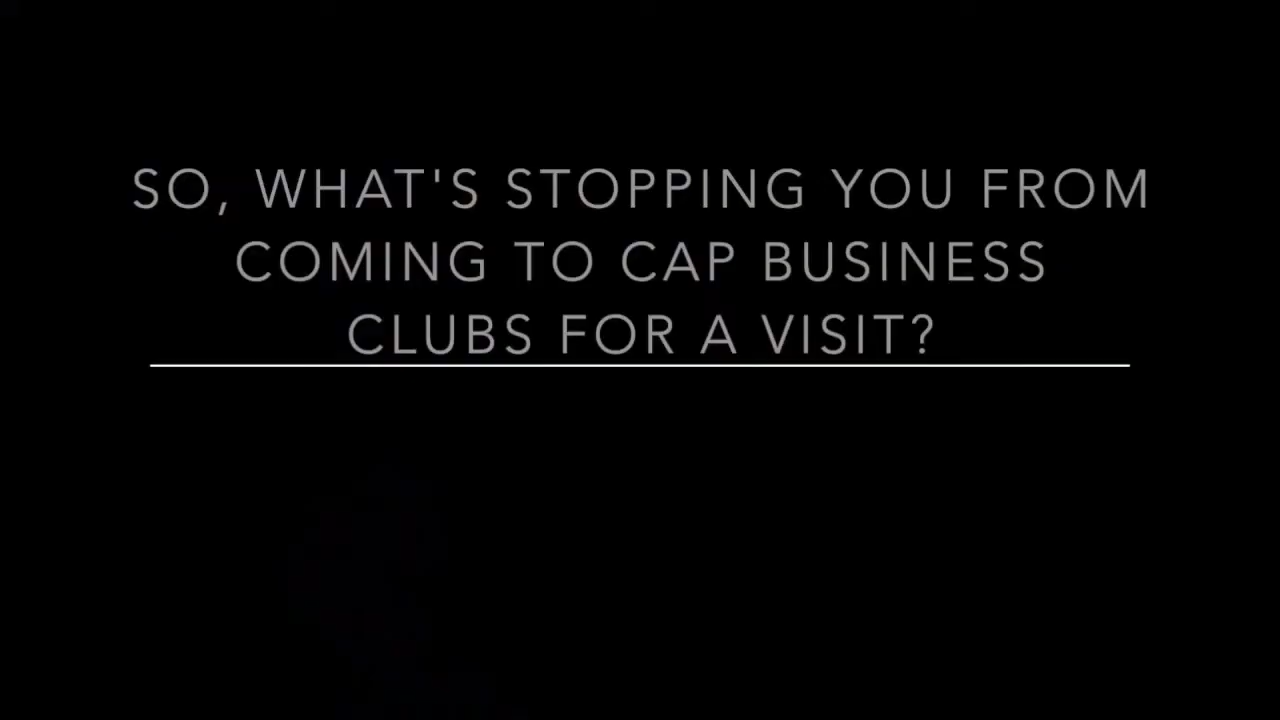 SO, WHAT'S STOPPING YOU FROM
COMING TO CAP BUSINESS
CLUBS FOR A VISIT?